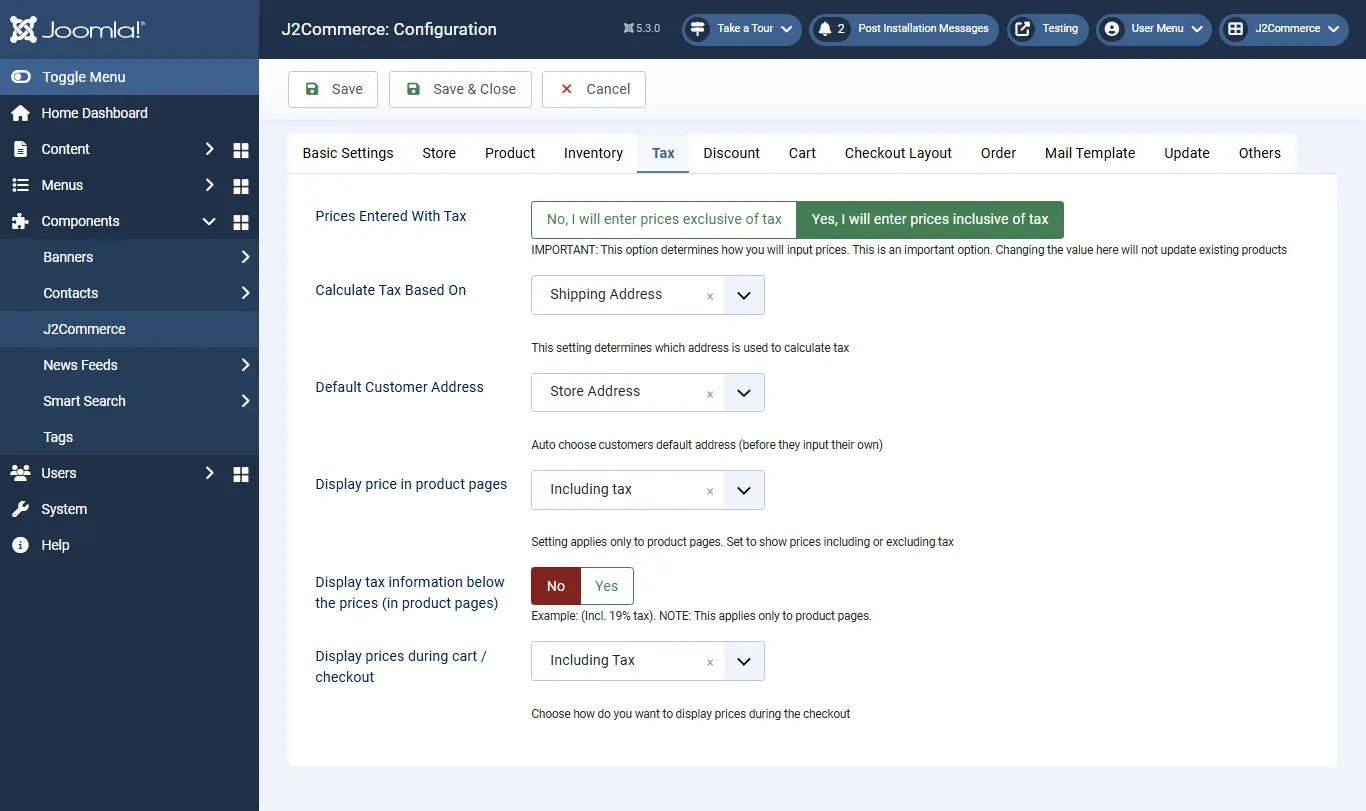 Joomla!
J2Commerce: Configuration
5.3.0
Take a Tour
2 Post Installation Messages
Testing
User Menu
J2Commerce
Toggle Menu
Home Dashboard
Content
Menus
Components
Banners
Contacts
J2Commerce
News Feeds
Smart Search
Tags
Users
System
Help
Save
Save & Close
Cancel
Basic Settings
Store
Product
Inventory
Tax
Discount
Cart
Checkout Layout
Order
Mail Template
Update
Others
Prices Entered With Tax
No, I will enter prices exclusive of tax
Yes, I will enter prices inclusive of tax
IMPORTANT: This option determines how you will input prices. This is an important option. Changing the value here will not update existing products
Calculate Tax Based On
Shipping Address
This setting determines which address is used to calculate tax
Default Customer Address
Store Address
Auto choose customers default address (before they input their own)
Display price in product pages
Including tax
Setting applies only to product pages. Set to show prices including or excluding tax
Display tax information below
the prices (in product pages)
No
Yes
Example: (Incl. 19% tax). NOTE: This applies only to product pages.
Display prices during cart /
checkout
Including Tax
Choose how do you want to display prices during the checkout